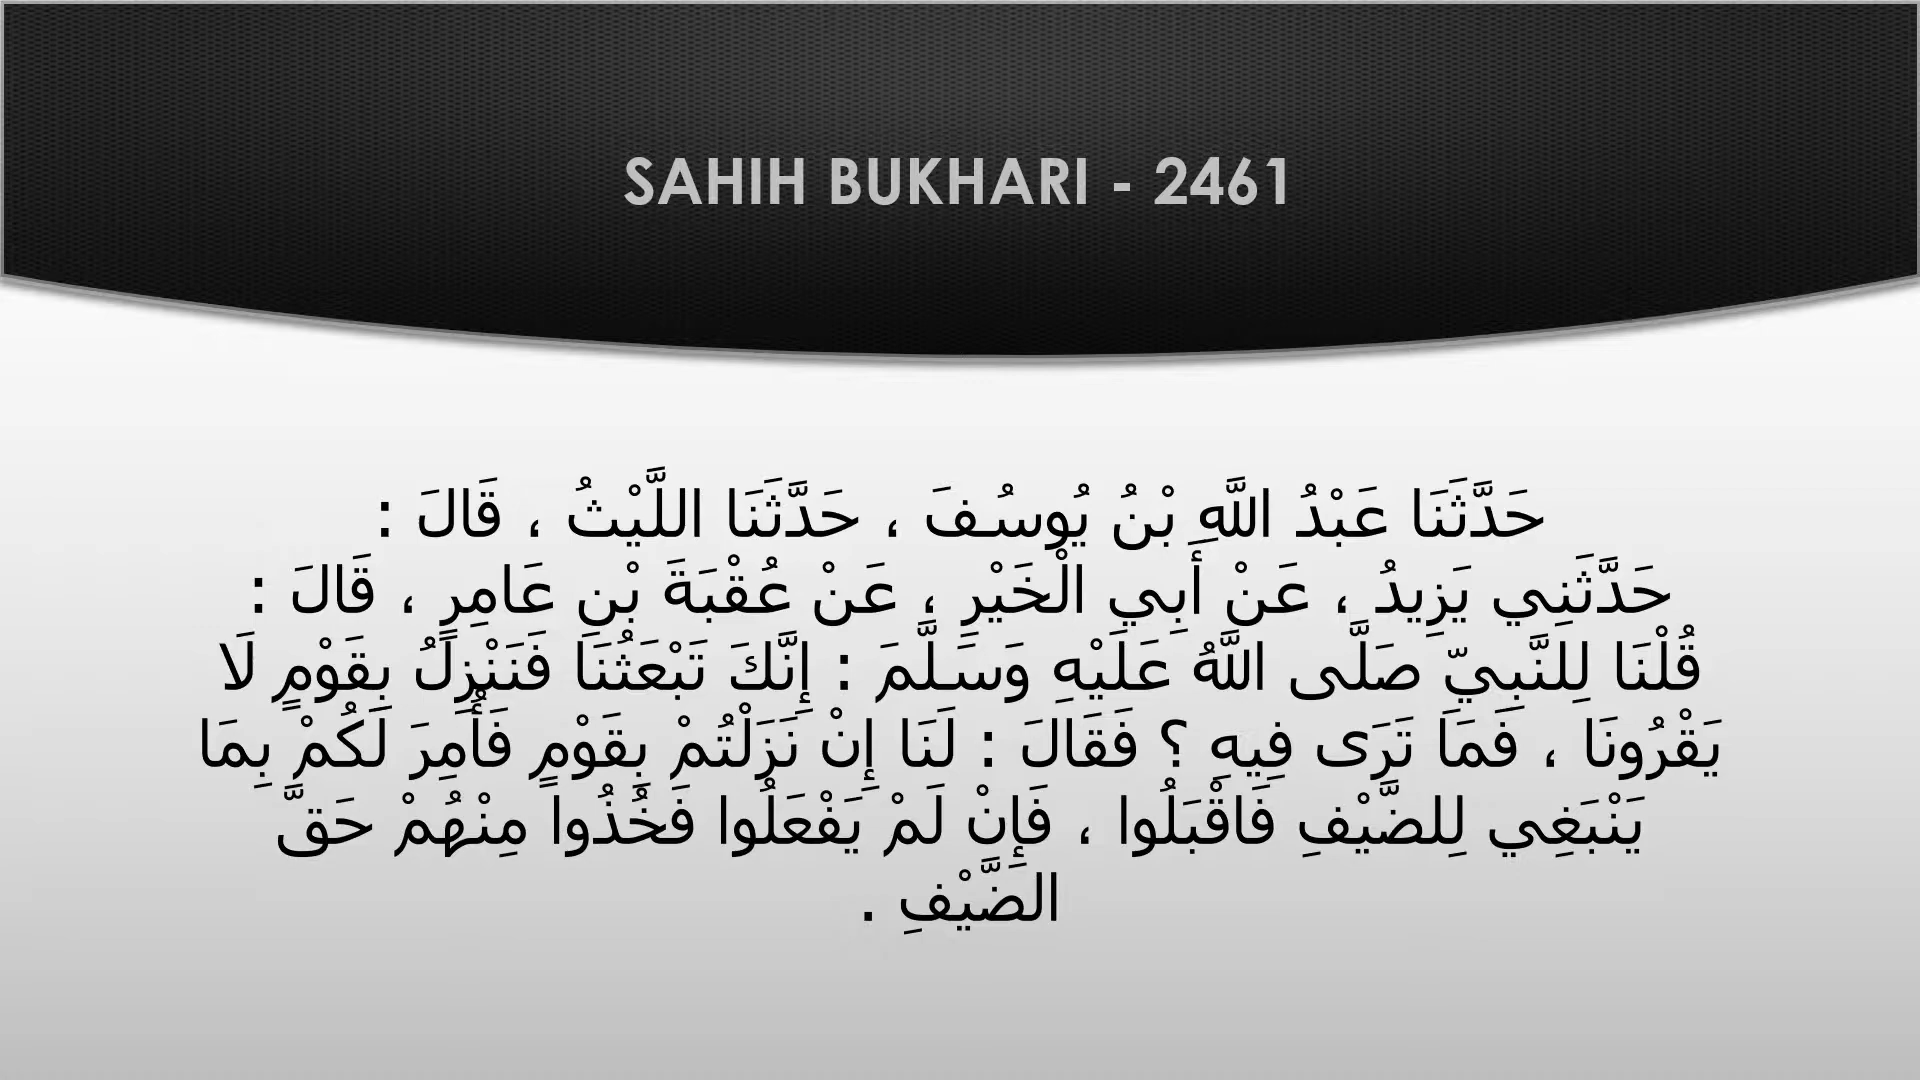 SAHIH BUKHARI - 2461
حَدَّثَنَا عَبْدُ اللَّهِ بْنُ يُوسُفَ ، حَدَّثَنَا اللَّيْثُ ، قَالَ :
حَدَّثَنِي يَزِيدُ ، عَنْ أَبِي الْخَيْرِ ، عَنْ عُقْبَةَ بْنِ عَامِرٍ ، قَالَ :
قُلْنَا لِلنَّبِيِّ صَلَّى اللَّهُ عَلَيْهِ وَسَلَّمَ : إِنَّكَ تَبْعَثُنَا فَنَنْزِلُ بِقَوْمٍ لَا
يَقْرُونَا ، فَمَا تَرَى فِيهِ ؟ فَقَالَ : لَنَا إِنْ نَزَلْتُمْ بِقَوْمٍ فَأُمِرَ لَكُمْ بِمَا
يَنْبَغِي لِلضَّيْفِ فَاقْبَلُوا ، فَإِنْ لَمْ يَفْعَلُوا فَخُذُوا مِنْهُمْ حَقَّ
الضَّيْفِ .